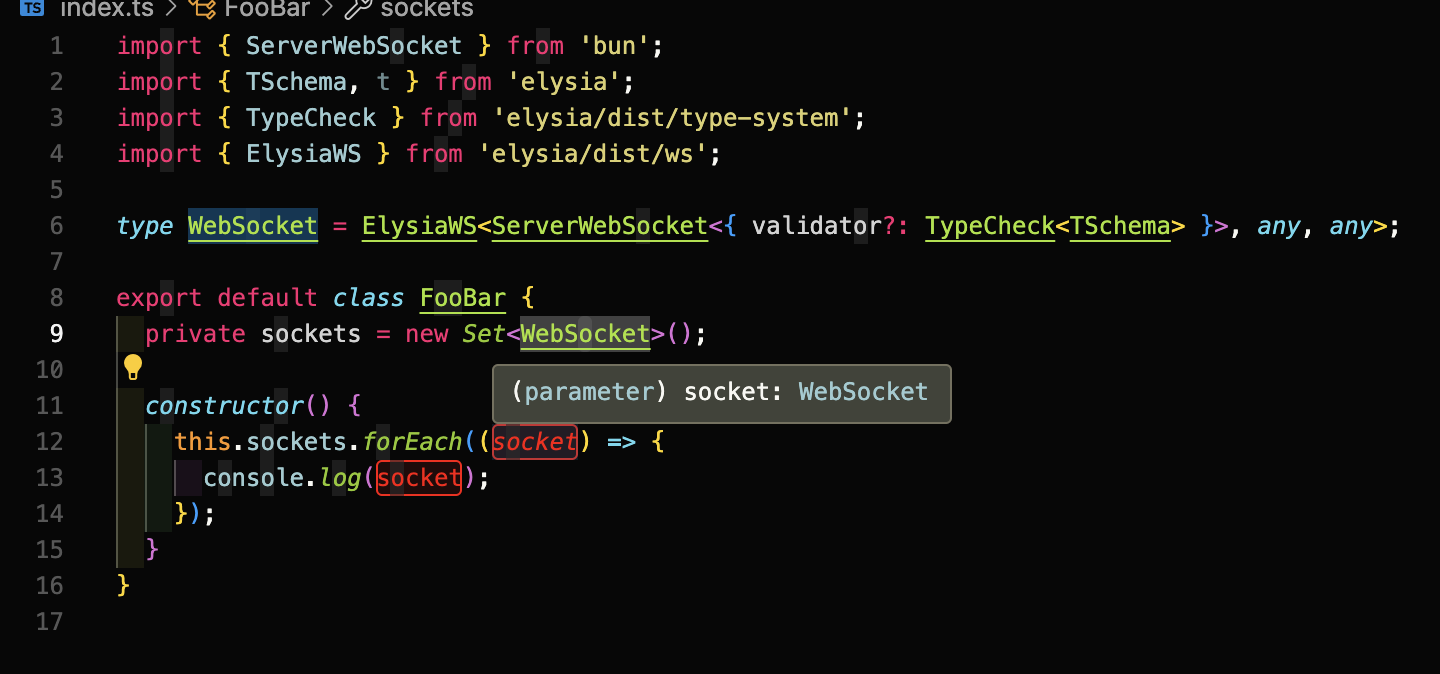 TS index.ts > FooBar > sockets
1 import { ServerWebSocket } from 'bun';
2 import { TSchema, t } from 'elysia';
3 import { TypeCheck } from 'elysia/dist/type-system';
4 import { ElysiaWS } from 'elysia/dist/ws';
5
6 type WebSocket = ElysiaWS<ServerWebSocket<{ validator?: TypeCheck<TSchema> }>, any, any>;
7
8 export default class FooBar {
9 private sockets = new Set<WebSocket>();
10
(parameter) socket: WebSocket
11 constructor() {
12 this.sockets.forEach((socket) => {
13 console.log(socket);
14 });
15 }
16 }
17